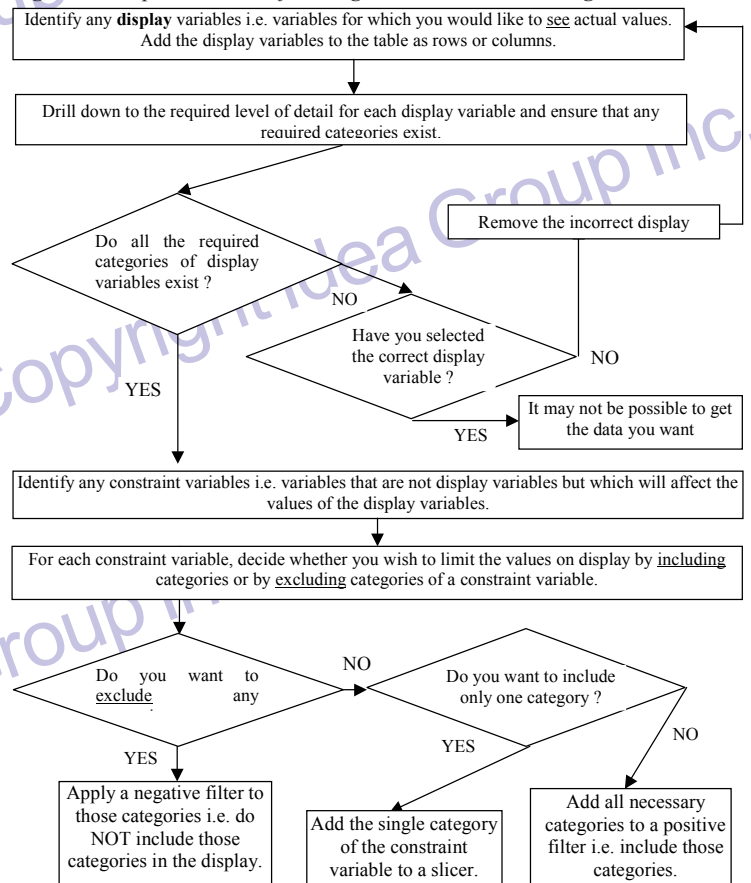 Identify any display variables i.e. variables for which you would like to see actual values.
Add the display variables to the table as rows or columns.
Drill down to the required level of detail for each display variable and ensure that any
required categories exist.
Do all the required
categories of display
variables exist ?
Remove the incorrect display
NO
Have you selected
the correct display
variable ?
NO
YES
It may not be possible to get
the data you want
YES
Identify any constraint variables i.e. variables that are not display variables but which will affect the
values of the display variables.
For each constraint variable, decide whether you wish to limit the values on display by including
categories or by excluding categories of a constraint variable.
Do you want to
exclude any
NO
Do you want to include
only one category ?
YES
YES
NO
Apply a negative filter to
those categories i.e. do
NOT include those
categories in the display.
Add the single category
of the constraint
variable to a slicer.
Add all necessary
categories to a positive
filter i.e. include those
categories.
Copyright Idea Group Inc.
roup In